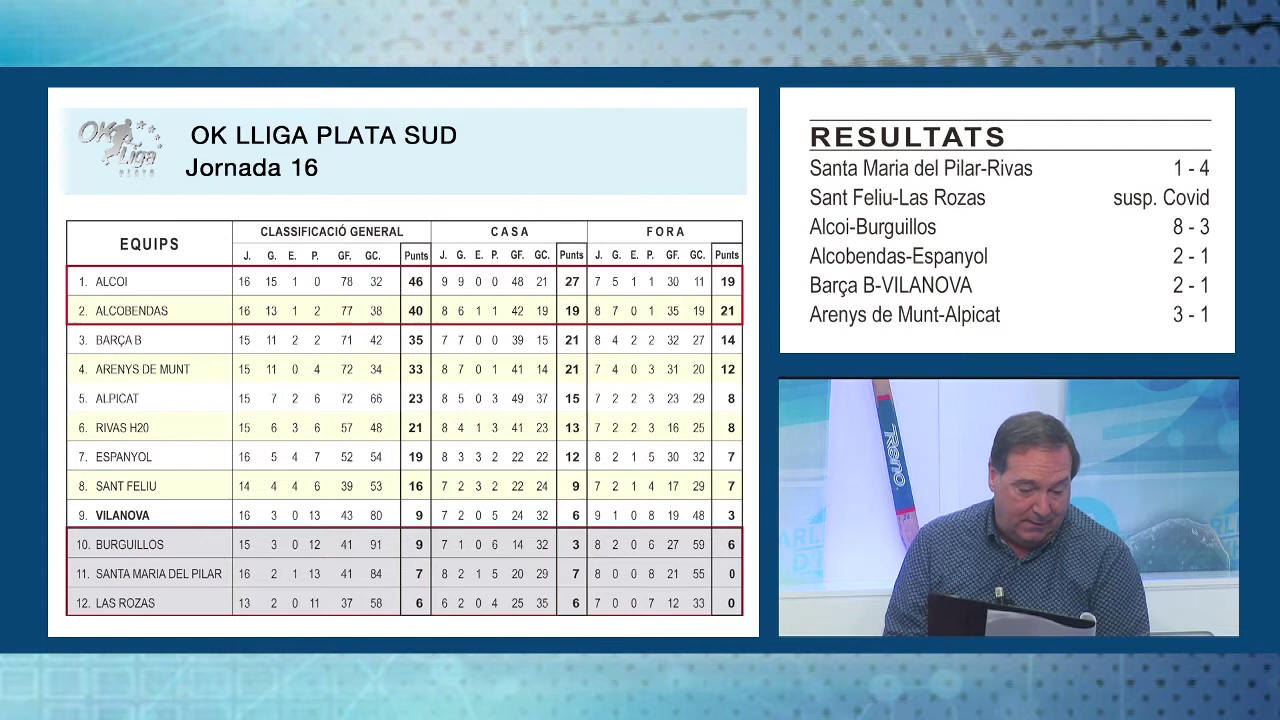 OK Lliga PLATA
OK LLIGA PLATA SUD
Jornada 16
EQUIPS CLASSIFICACIÓ GENERAL CASA FORA
J. G. E. P. GF. GC. Punts J. G. E. P. GF. GC. Punts J. G. E. P. GF. GC. Punts
1. ALCOI 16 15 1 0 78 32 46 9 9 0 0 48 21 27 7 5 1 1 30 11 19
2. ALCOBENDAS 16 13 1 2 77 38 40 8 6 1 1 42 19 19 8 7 0 1 35 19 21
3. BARÇA B 15 11 2 2 71 42 35 7 7 0 0 39 15 21 8 4 2 2 32 27 14
4. ARENYS DE MUNT 15 11 0 4 72 34 33 8 7 0 1 41 14 21 7 4 0 3 31 20 12
5. ALPICAT 15 7 2 6 72 66 23 8 5 0 3 49 37 15 7 2 2 3 23 29 8
6. RIVAS H20 15 6 3 6 57 48 21 8 4 1 3 41 23 13 7 2 2 3 16 25 8
7. ESPANYOL 16 5 4 7 52 54 19 8 3 3 2 22 22 12 8 2 1 5 30 32 7
8. SANT FELIU 14 4 4 6 39 53 16 7 2 3 2 22 24 9 7 2 1 4 17 29 7
9. VILANOVA 16 3 0 13 43 80 9 7 2 0 5 24 32 6 9 1 0 8 19 48 3
10. BURGUILLOS 15 3 0 12 41 91 9 7 1 0 6 14 32 3 8 2 0 6 27 59 6
11. SANTA MARIA DEL PILAR 16 2 1 13 41 84 7 8 2 1 5 20 29 7 8 0 0 8 21 55 0
12. LAS ROZAS 13 2 0 11 37 58 6 6 2 0 4 25 35 6 7 0 0 7 12 33 0
RESULTATS
Santa Maria del Pilar-Rivas 1 - 4
Sant Feliu-Las Rozas susp. Covid
Alcoi-Burguillos 8 - 3
Alcobendas-Espanyol 2 - 1
Barça B-VILANOVA 2 - 1
Arenys de Munt-Alpicat 3 - 1
Reno